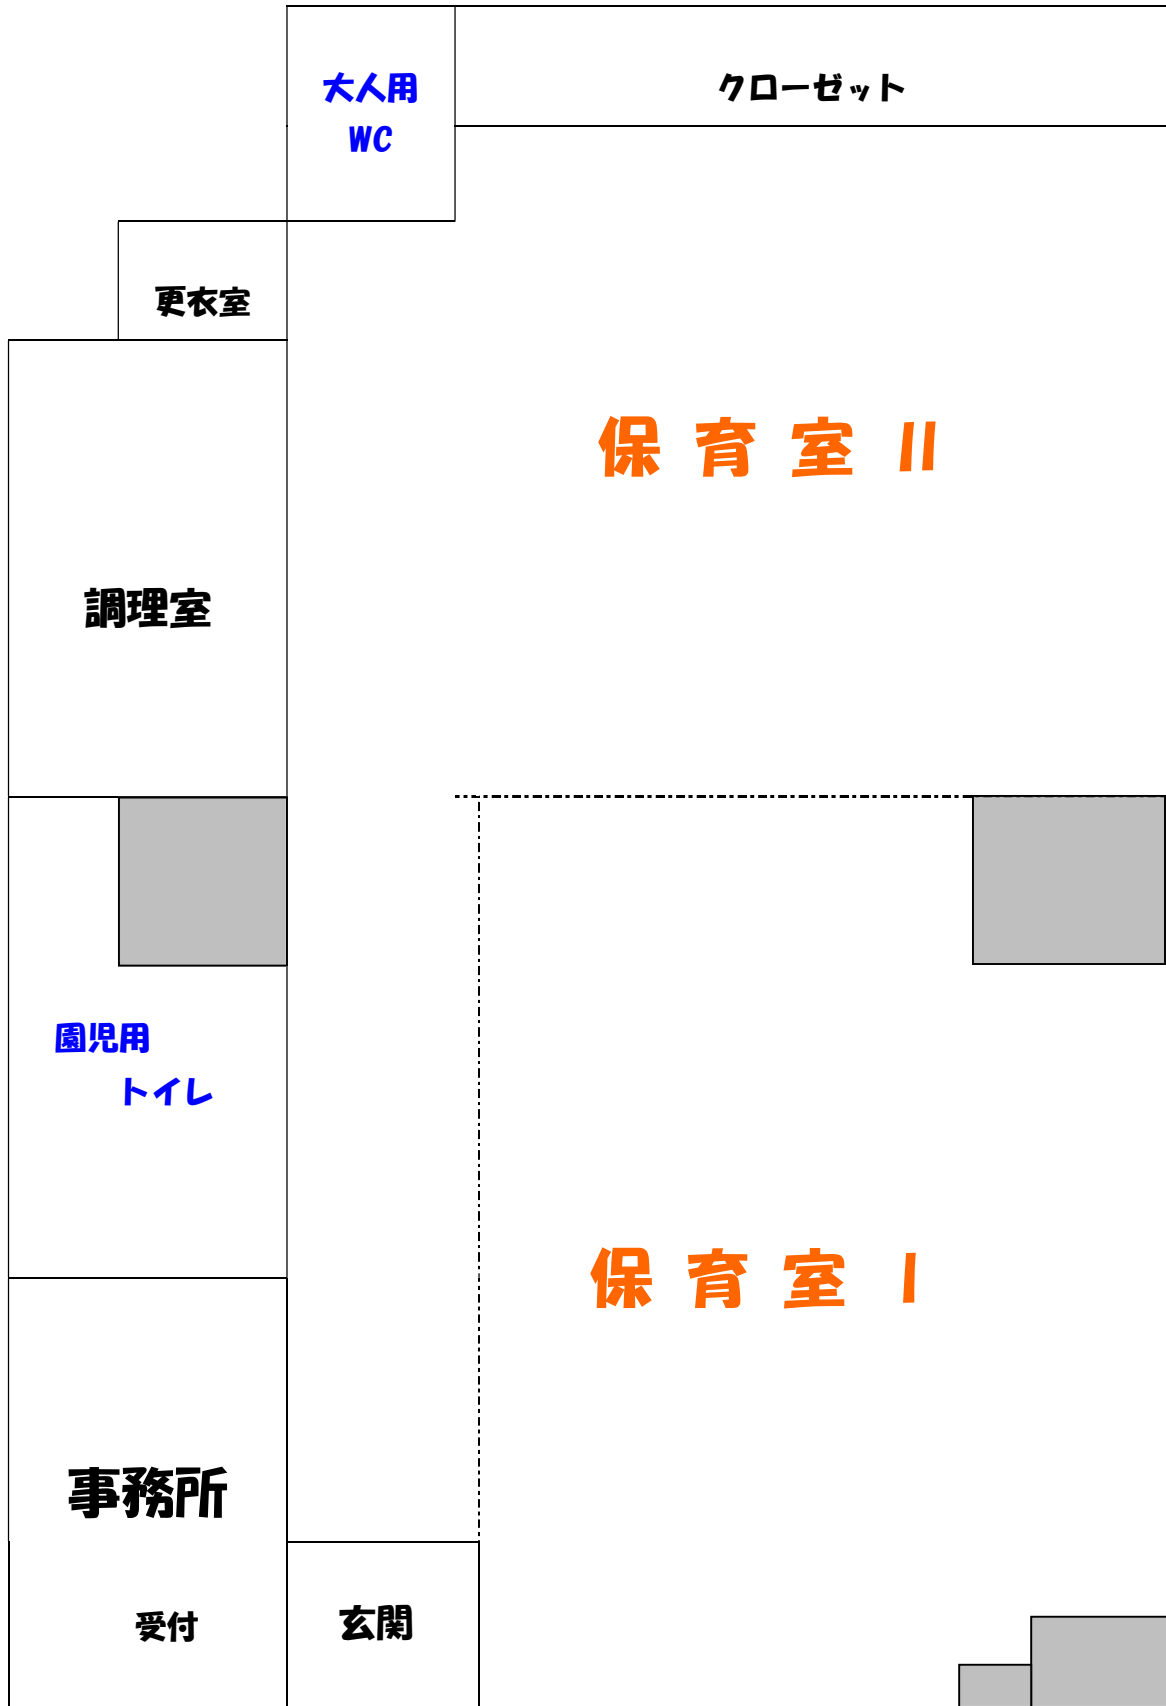 大人用
WC
クローゼット
更衣室
保 育 室 Ⅱ
調理室
園児用
トイレ
保 育 室 Ⅰ
事務所
受付
玄関